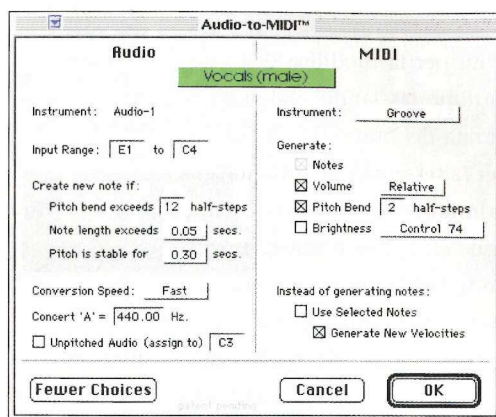 Audio-to-MIDI™
Audio
MIDI
Vocals (male)
Instrument: Audio-1
Input Range: E1 to C4
Create new note if:
Pitch bend exceeds 12 half-steps
Note length exceeds 0.05 secs.
Pitch is stable for 0.30 secs.
Conversion Speed: Fast
Concert 'A' = 440.00 Hz.
Unpitched Audio (assign to) C3
Instrument: Groove
Generate:
Notes
Volume Relative
Pitch Bend 2 half-steps
Brightness Control 74
Instead of generating notes:
Use Selected Notes
Generate New Velocities
Fewer Choices
Cancel
OK